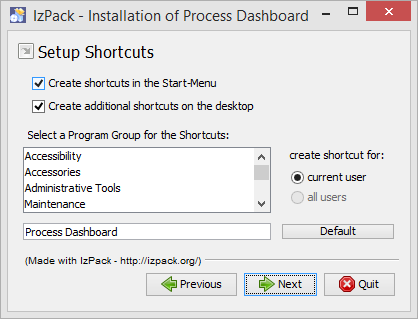 IzPack - Installation of Process Dashboard
Setup Shortcuts
Create shortcuts in the Start-Menu
Create additional shortcuts on the desktop
Select a Program Group for the Shortcuts:
Accessibility
Accessories
Administrative Tools
Maintenance
create shortcut for:
current user
all users
Process Dashboard
Default
(Made with IzPack - http://izpack.org/)
Previous
Next
Quit